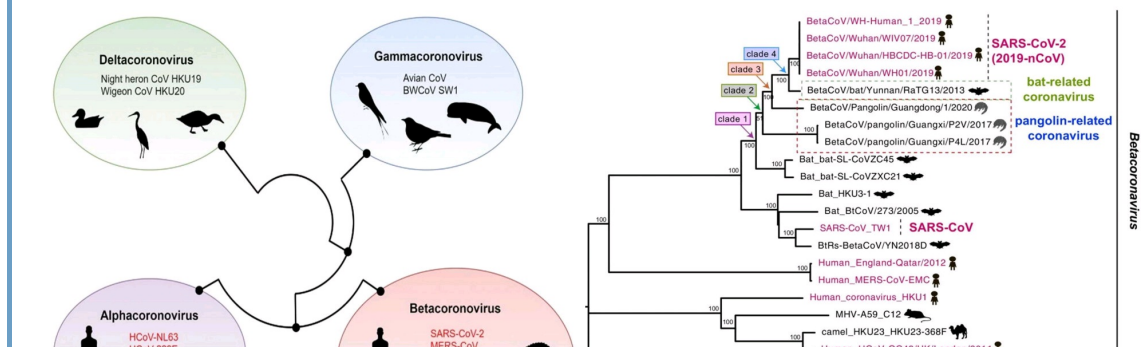 Deltacoronovirus
Night heron CoV HKU19
Wigeon CoV HKU20
Gammacoronovirus
Avian CoV
BWCoV SW1
Alphacoronovirus
HCoV-NL63
Betacoronovirus
SARS-CoV-2
MERS-CoV
BetaCoV/WH-Human_1_2019
BetaCoV/Wuhan/WIV07/2019
BetaCoV/Wuhan/HBCDC-HB-01/2019
BetaCoV/Wuhan/WH01/2019
SARS-CoV-2
(2019-nCoV)
clade 4
100
clade 3
100
BetaCoV/bat/Yunnan/RaTG13/2013
bat-related
coronavirus
clade 2
100
BetaCoV/Pangolin/Guangdong/1/2020
clade 1
BetaCoV/pangolin/Guangxi/P2V/2017
100
BetaCoV/pangolin/Guangxi/P4L/2017
pangolin-related
coronavirus
100
Bat_bat-SL-CoVZC45
100
Bat_bat-SL-CoVZXC21
100
Bat_HKU3-1
Bat_BtCoV/273/2005
100
SARS-CoV_TW1
SARS-CoV
100
BtRs-BetaCoV/YN2018D
100
Human_England-Qatar/2012
100
Human_MERS-CoV-EMC
Human_coronavirus_HKU1
100
MHV-A59_C12
100
camel_HKU23_HKU23-368F
100
Betacoronavirus